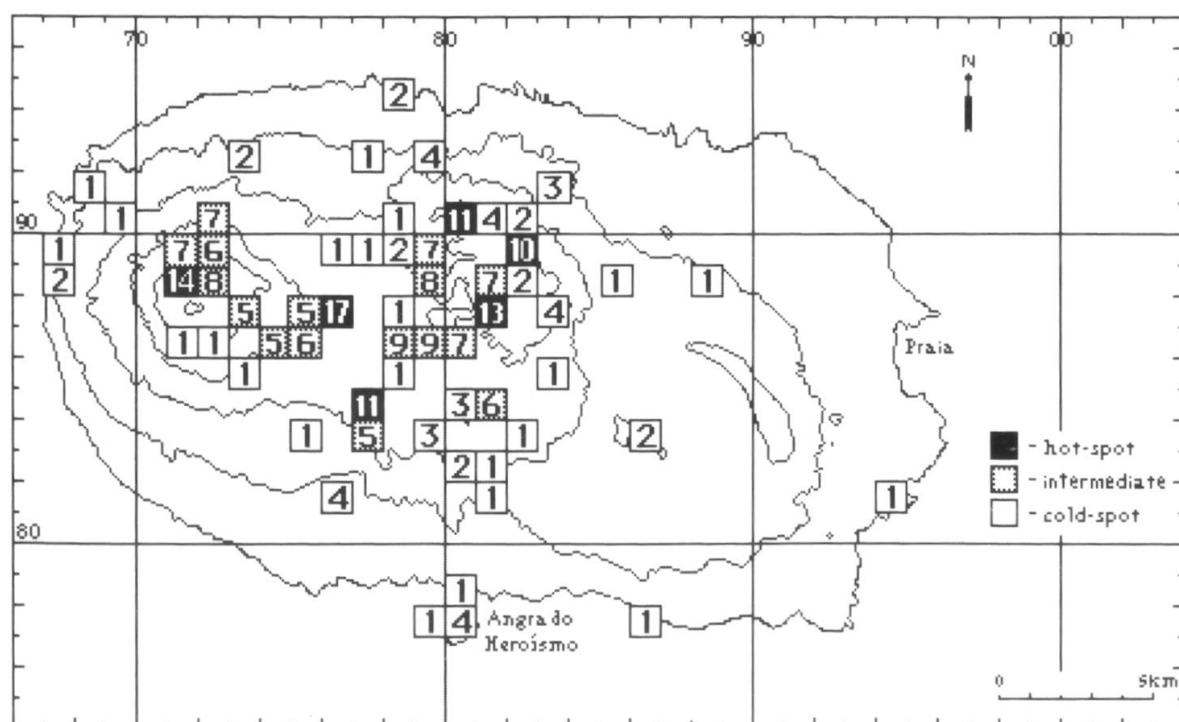 70 80 90 00
N
2
2 1 4
1 3
1 1 11 4 2
90
7
1 7 6 1 1 2 7 10
2 14 8 8 7 2 1 1
5 5 17 1 13 4
1 1 5 6 9 9 7
Praia
1 1 1
11 3 6
1 5 3 1 2
- hot-spot
2 1
- intermediate -
4 1 1
- cold-spot
80
1
1 4 Angra do 1
Heroísmo
0 5km